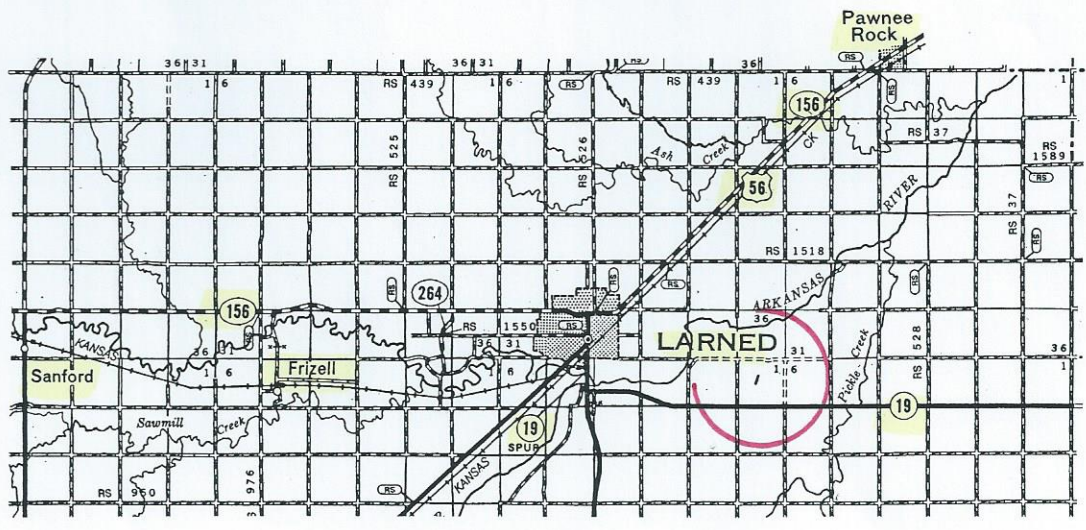 Pawnee
Rock
36 31
36 31
36
1 6
RS 439
1 6
RS
RS 439
1 6
RS
1
156
RS 37
RS 525
RS 526
Ash
Creek
CK
RS
1589
RS
56
RIVER
RS 37
RS
RS 1518
RS
RS
RS
ARKANSAS
36
264
RS
156
RS 1550
RS
RS 528
KANSAS
36 31
36 31
LARNED
31
36
1 6
1 6
1 6
1
Sanford
Frizell
Pickle Creek
19
Sawmill
Creek
19
SPUR
KANSAS
RS 960
976
RS